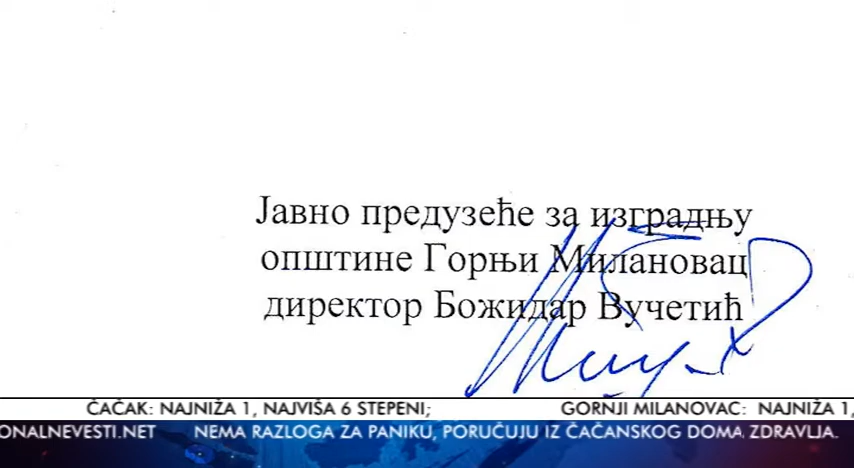 Јавно предузеће за изградњу
општине Горњи Милановац
директор Божидар Вучетић
ČAČAK: NAJNIŽA 1, NAJVIŠA 6 STEPENI; GORNJI MILANOVAC: NAJNIŽA 1,
ONALNEVESTI.NET NEMA RAZLOGA ZA PANIKU, PORUČUJU IZ ČAČANSKOG DOMA ZDRAVLJA.